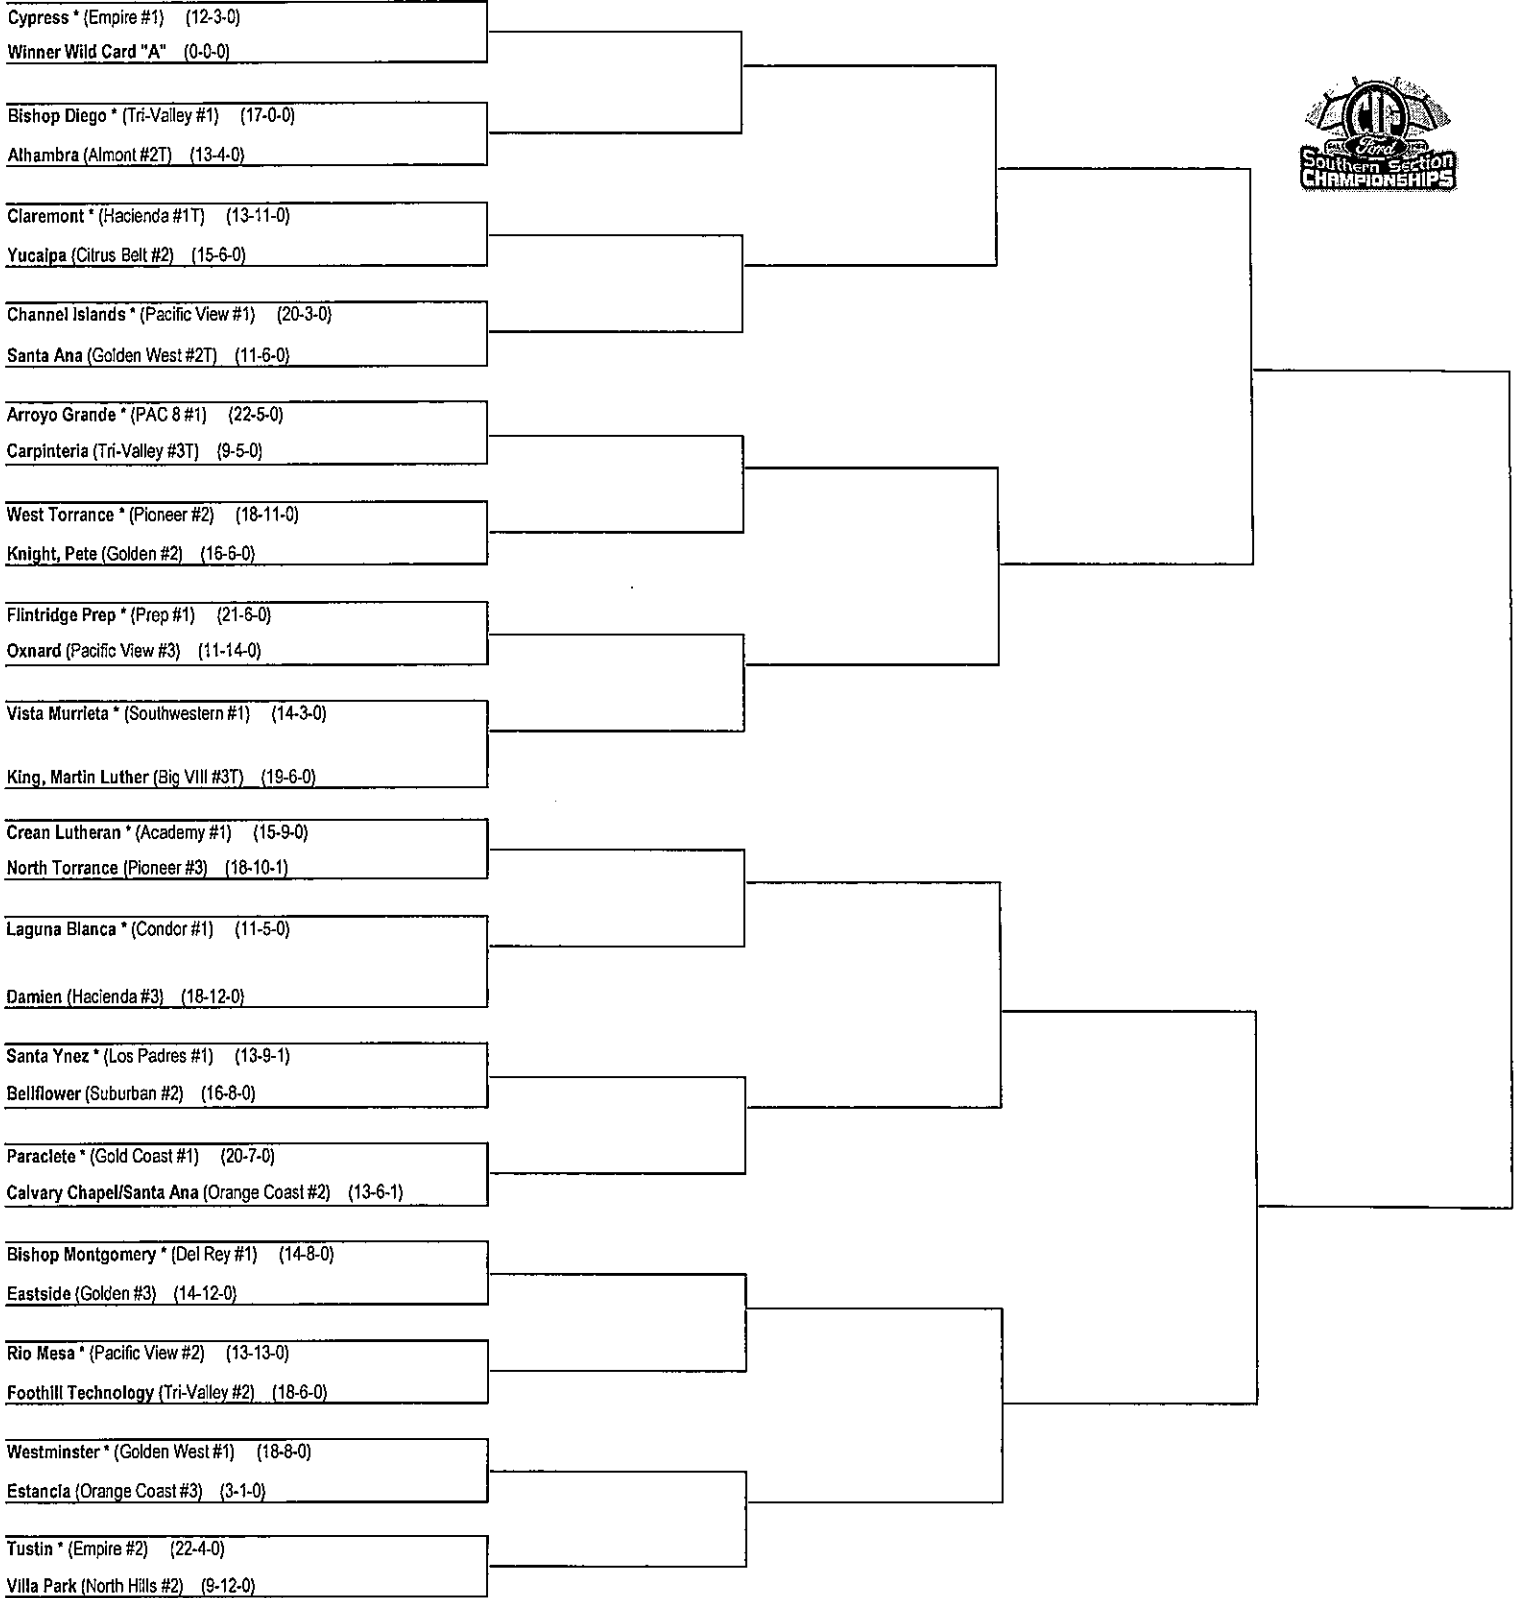 Cypress * (Empire #1) (12-3-0)
Winner Wild Card "A" (0-0-0)
Bishop Diego * (Tri-Valley #1) (17-0-0)
Alhambra (Almont #2T) (13-4-0)
Claremont * (Hacienda #1T) (13-11-0)
Yucaipa (Citrus Belt #2) (15-6-0)
Channel Islands * (Pacific View #1) (20-3-0)
Santa Ana (Golden West #2T) (11-6-0)
Arroyo Grande * (PAC 8 #1) (22-5-0)
Carpinteria (Tri-Valley #3T) (9-5-0)
West Torrance * (Pioneer #2) (18-11-0)
Knight, Pete (Golden #2) (16-6-0)
Flintridge Prep * (Prep #1) (21-6-0)
Oxnard (Pacific View #3) (11-14-0)
Vista Murrieta * (Southwestern #1) (14-3-0)
King, Martin Luther (Big VIII #3T) (19-6-0)
Crean Lutheran * (Academy #1) (15-9-0)
North Torrance (Pioneer #3) (18-10-1)
Laguna Blanca * (Condor #1) (11-5-0)
Damien (Hacienda #3) (18-12-0)
Santa Ynez * (Los Padres #1) (13-9-1)
Bellflower (Suburban #2) (16-8-0)
Paraclete * (Gold Coast #1) (20-7-0)
Calvary Chapel/Santa Ana (Orange Coast #2) (13-6-1)
Bishop Montgomery * (Del Rey #1) (14-8-0)
Eastside (Golden #3) (14-12-0)
Rio Mesa * (Pacific View #2) (13-13-0)
Foothill Technology (Tri-Valley #2) (18-6-0)
Westminster * (Golden West #1) (18-8-0)
Estancia (Orange Coast #3) (3-1-0)
Tustin * (Empire #2) (22-4-0)
Villa Park (North Hills #2) (9-12-0)
CIF
Ford
Southern Section
CHAMPIONSHIPS